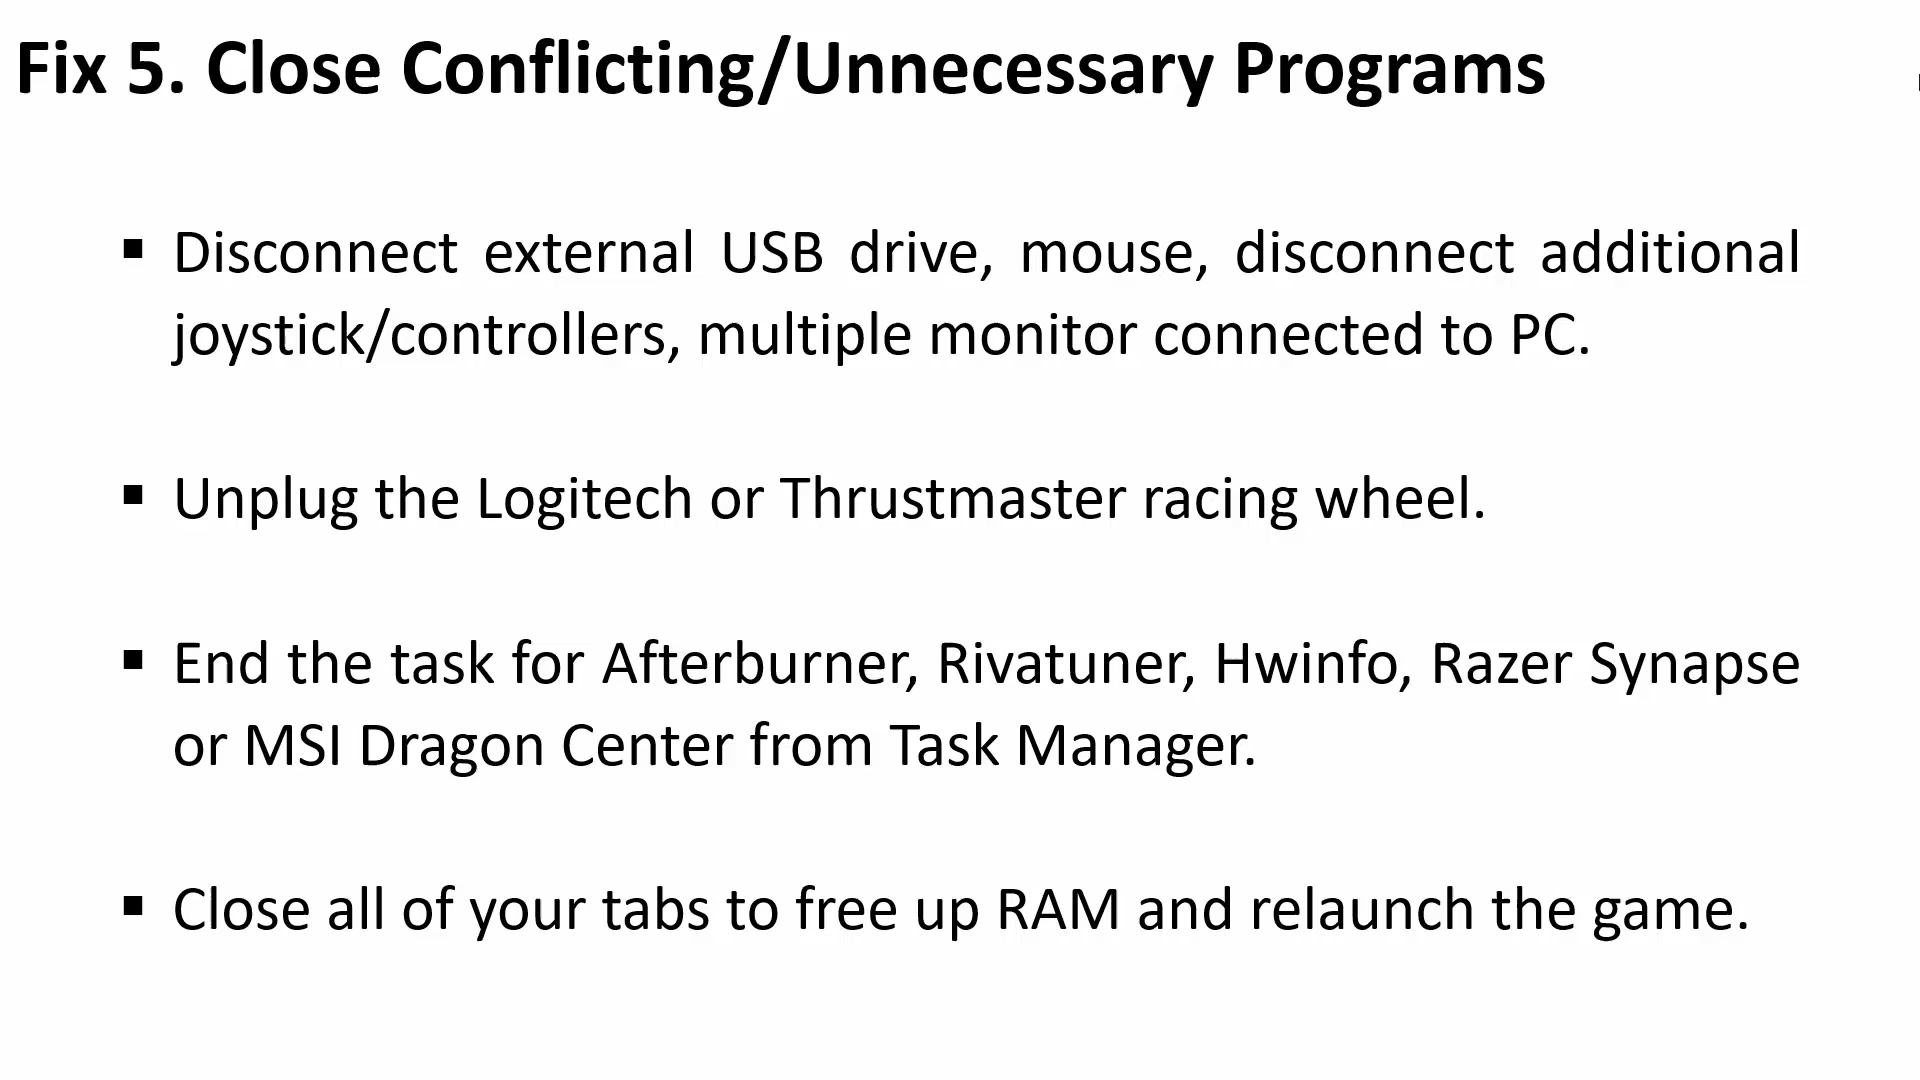 Fix 5. Close Conflicting/Unnecessary Programs
▪ Disconnect external USB drive, mouse, disconnect additional
joystick/controllers, multiple monitor connected to PC.
▪ Unplug the Logitech or Thrustmaster racing wheel.
▪ End the task for Afterburner, Rivatuner, Hwinfo, Razer Synapse
or MSI Dragon Center from Task Manager.
▪ Close all of your tabs to free up RAM and relaunch the game.